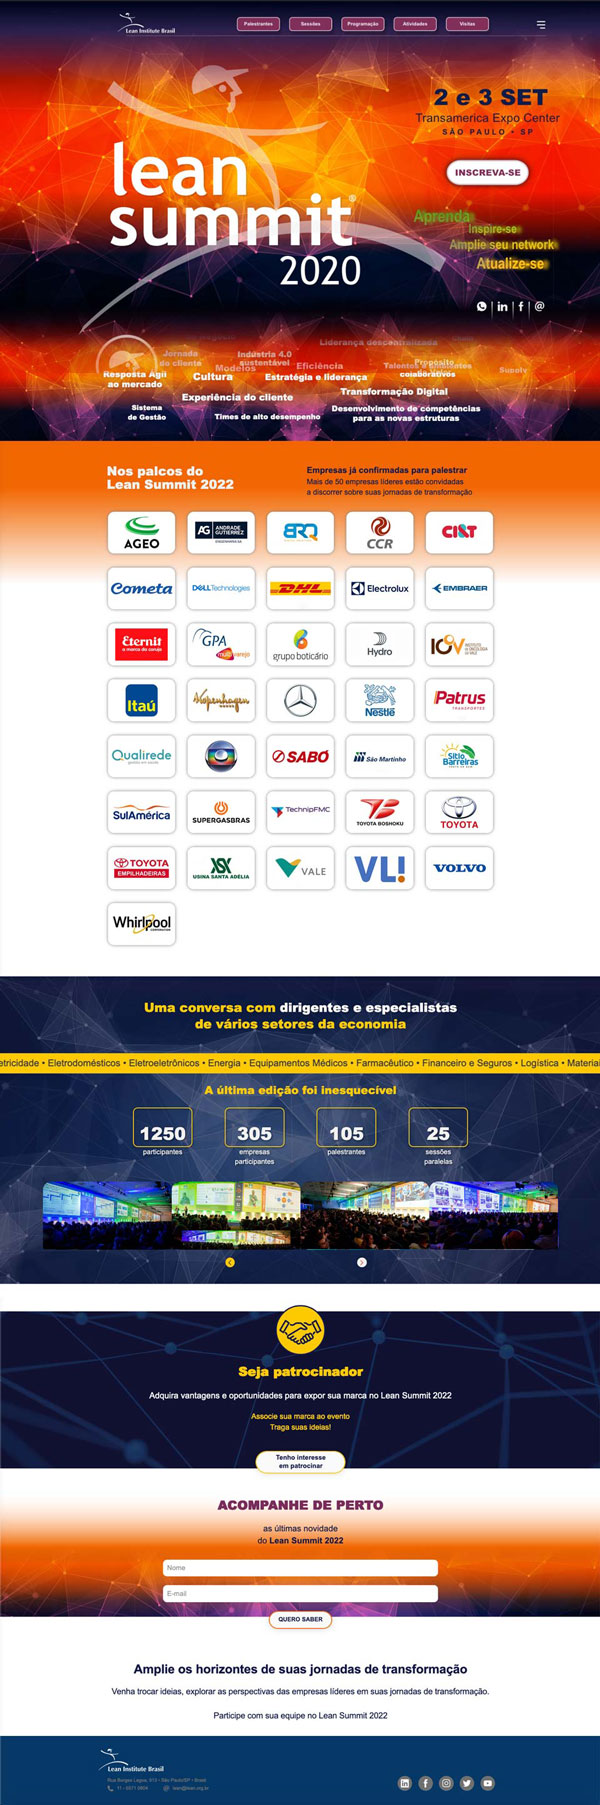 Lean Institute Brasil
Palestrantes
Sessões
Programação
Atividades
Visitas
lean
summit®
2020
2 e 3 SET
Transamerica Expo Center
SÃO PAULO • SP
INSCREVA-SE
Aprenda
Inspire-se
Amplie seu network
Atualize-se
Liderança descentralizada
Jornada
do cliente
Indústria 4.0
sustentável
Modelos
Eficiência
Propósito
Talentos
colaborativos
Resposta Ágil
ao mercado
Cultura
Estratégia e liderança
Experiência do cliente
Transformação Digital
Sistema
de Gestão
Times de alto desempenho
Desenvolvimento de competências
para as novas estruturas
Nos palcos do
Lean Summit 2022
Empresas já confirmadas para palestrar
Mais de 50 empresas líderes estão convidadas
a discorrer sobre suas jornadas de transformação
AGEO
AG ANDRADE GUTIERREZ
ENGENHARIA S/A
BRQ
CCR
CI&T
Cometa
DELL Technologies
DHL
Electrolux
EMBRAER
Eternit
a marca da coruja
GPA
multivarejo
grupo boticário
Hydro
IOV
Itaú
Kopenhagen
Nestlé
Patrus
TRANSPORTES
Qualirede
SABÓ
São Martinho
Sítio
Barreiras
SulAmérica
SUPERGASBRAS
TechnipFMC
TOYOTA BOSHOKU
TOYOTA
TOYOTA
EMPILHADEIRAS
USINA SANTA ADÉLIA
VALE
VL!
VOLVO
Whirlpool
CORPORATION
Uma conversa com dirigentes e especialistas
de vários setores da economia
etricidade • Eletrodomésticos • Eletroeletrônicos • Energia • Equipamentos Médicos • Farmacêutico • Financeiro e Seguros • Logística • Materiai
A última edição foi inesquecível
1250
participantes
305
empresas
participantes
105
palestrantes
25
sessões
paralelas
Seja patrocinador
Adquira vantagens e oportunidades para expor sua marca no Lean Summit 2022
Associe sua marca ao evento
Traga suas ideias!
Tenho interesse
em patrocinar
ACOMPANHE DE PERTO
as últimas novidade
do Lean Summit 2022
Nome
E-mail
QUERO SABER
Amplie os horizontes de suas jornadas de transformação
Venha trocar ideias, explorar as perspectivas das empresas líderes em suas jornadas de transformação.
Participe com sua equipe no Lean Summit 2022
Lean Institute Brasil